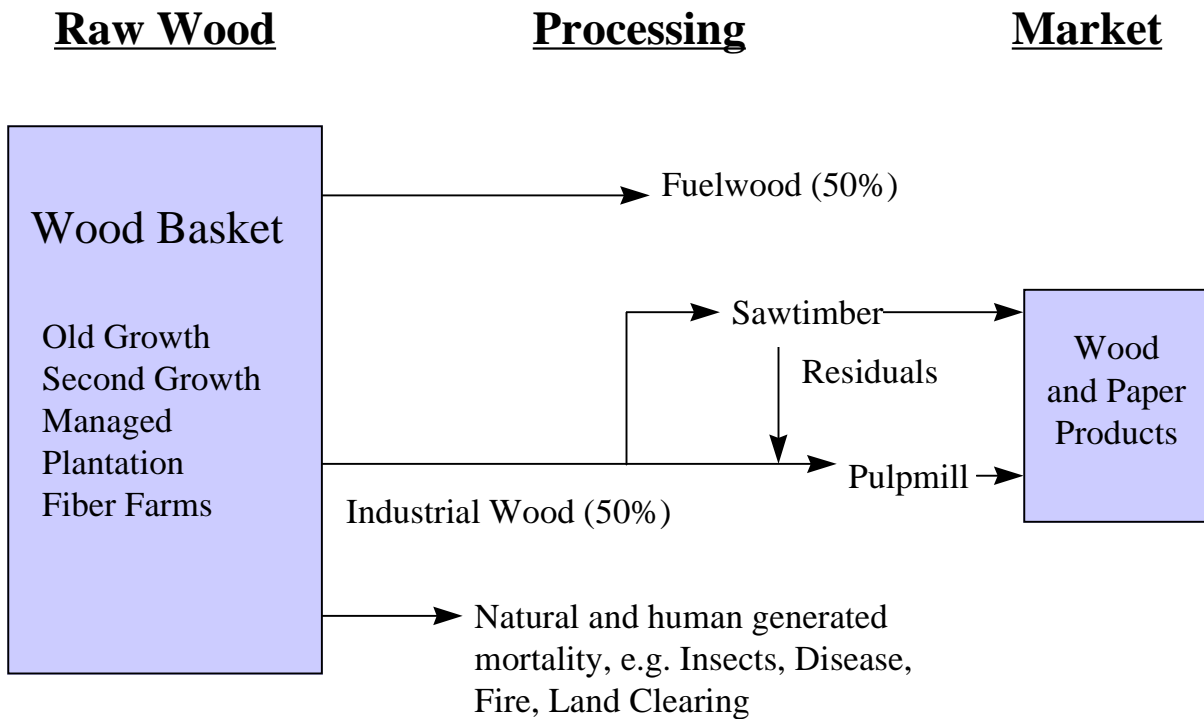 Raw Wood
Processing
Market
Wood Basket
Old Growth
Second Growth
Managed
Plantation
Fiber Farms
Fuelwood (50%)
Sawtimber
Residuals
Industrial Wood (50%)
Pulpmill
Wood
and Paper
Products
Natural and human generated
mortality, e.g. Insects, Disease,
Fire, Land Clearing